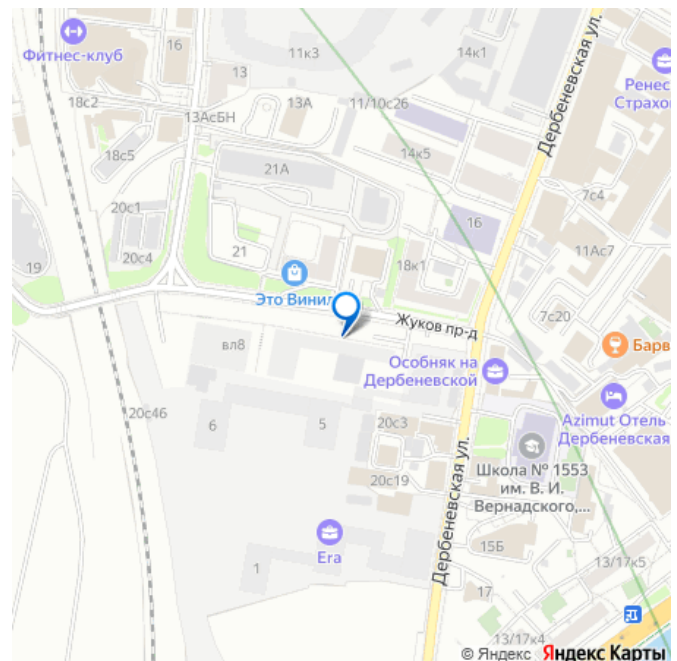 Фитнес-клуб
16
11к3
14к1
Дербеневская ул.
Ренес
Страхо
18с2
13
13А
11/10с26
13АсБН
18с5
21А
14к5
7с4
20с1
16
11Ас7
19
20с4
21
18к1
Это Винил
7с20
Жуков пр-д
вл8
Барв
Особняк на
Дербеневской
20с46
6
5
20с3
Azimut Отель
Дербеневская
20с19
Школа № 1553
им. В. И.
Вернадского,...
Дербеневская ул.
Era
1
15Б
13/17к5
17
13/17к4
© Яндекс Яндекс Карты